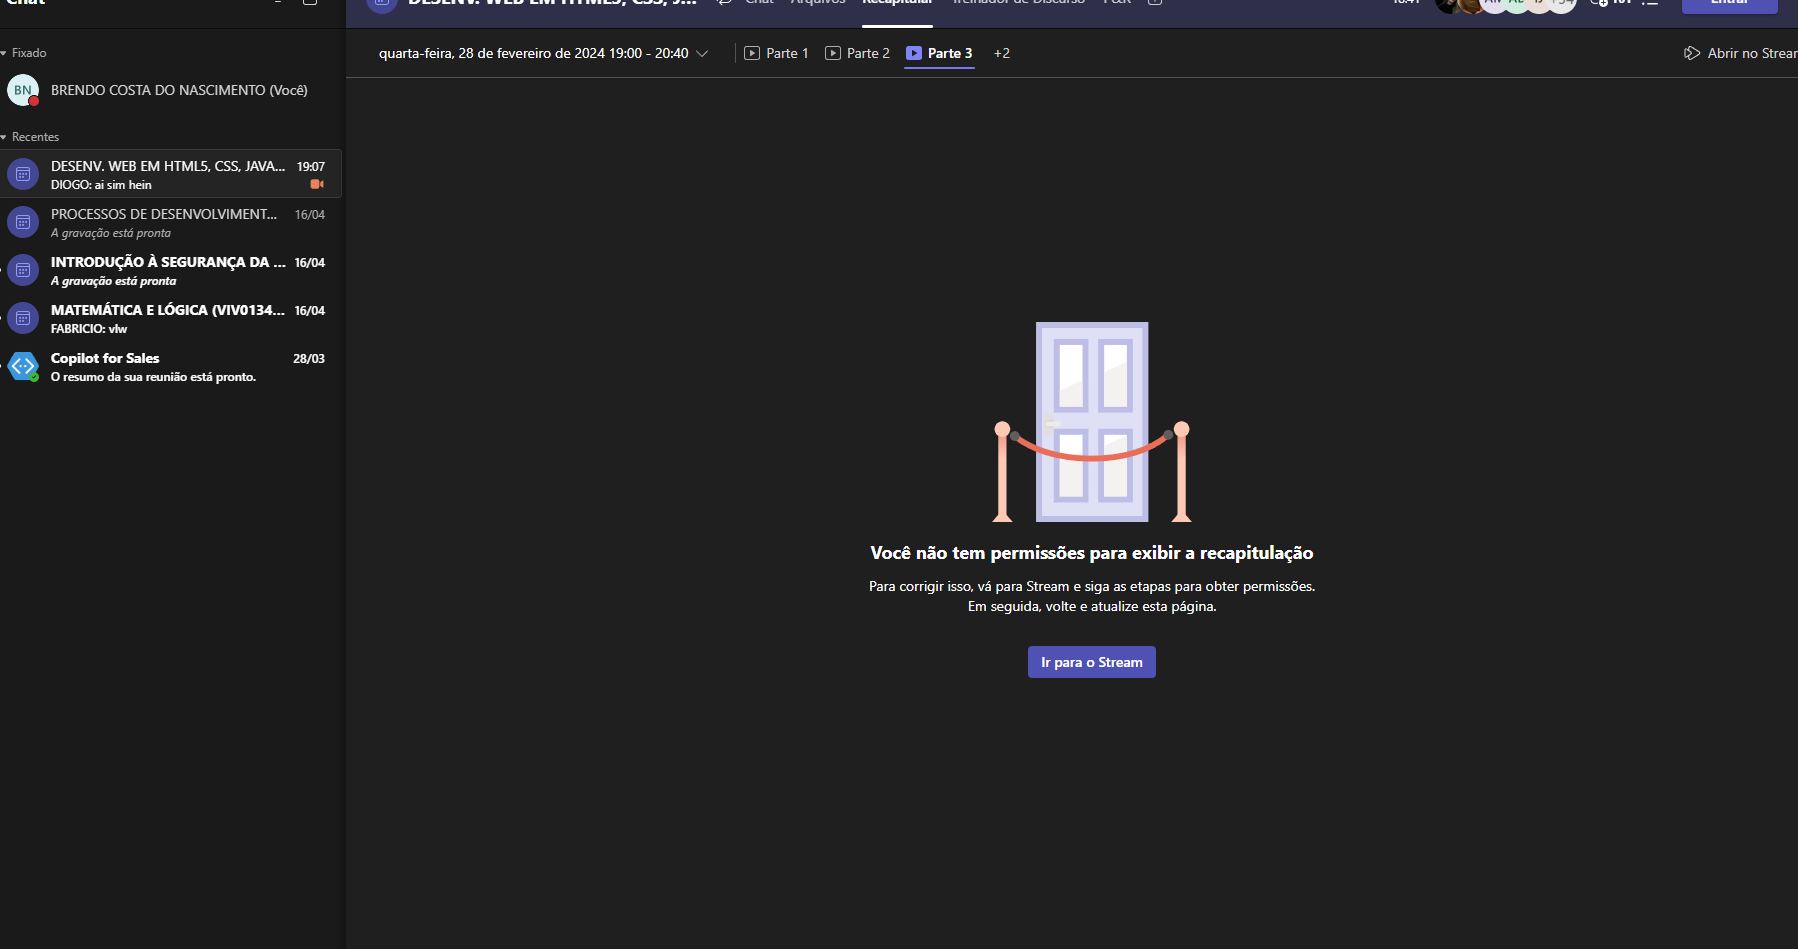 Chat
DESENV. WEB EM HTML5, CSS, J...
Chat
Arquivos
Recapitular
Treinador de Discurso
Entrar
Fixado
BN
BRENDO COSTA DO NASCIMENTO (Você)
Recentes
DESENV. WEB EM HTML5, CSS, JAVA...
19:07
DIOGO: ai sim hein
PROCESSOS DE DESENVOLVIMENT...
16/04
A gravação está pronta
INTRODUÇÃO À SEGURANÇA DA ...
16/04
A gravação está pronta
MATEMÁTICA E LÓGICA (VIV0134...
16/04
FABRICIO: vlw
Copilot for Sales
28/03
O resumo da sua reunião está pronto.
quarta-feira, 28 de fevereiro de 2024 19:00 - 20:40
Parte 1
Parte 2
Parte 3
+2
Abrir no Strear
Você não tem permissões para exibir a recapitulação
Para corrigir isso, vá para Stream e siga as etapas para obter permissões.
Em seguida, volte e atualize esta página.
Ir para o Stream